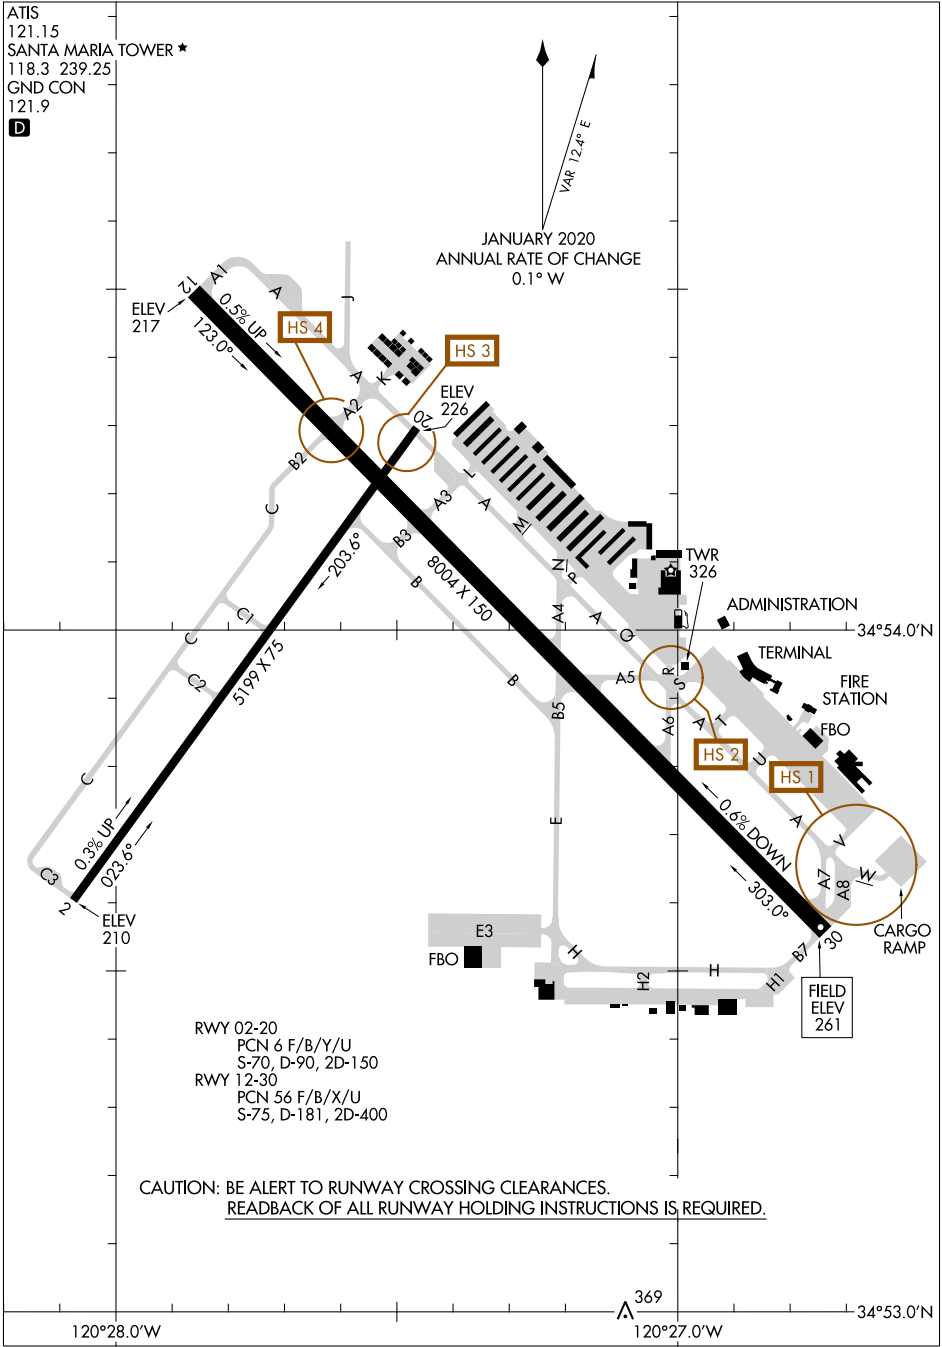 ATIS
121.15
SANTA MARIA TOWER ★
118.3 239.25
GND CON
121.9
D
VAR 12.4° E
JANUARY 2020
ANNUAL RATE OF CHANGE
0.1° W
A1
A
J
12
ELEV
217
0.5% UP
123.0°
HS 4
HS 3
A
K
ELEV
226
20
A2
B2
L
A
A3
M
C
B3
203.6°
8004 X 150
B
N
P
TWR
326
A4
A
Q
ADMINISTRATION
34°54.0'N
C1
C
5199 X 75
C2
B
A5
R
S
TERMINAL
FIRE
STATION
FBO
B5
A6
A
T
U
HS 2
HS 1
C
E
0.6% DOWN
A
V
0.3% UP
023.6°
C3
2
ELEV
210
303.0°
A7
A8
W
CARGO
RAMP
30
B7
E3
FBO
H
H2
H
H1
FIELD
ELEV
261
RWY 02-20
PCN 6 F/B/Y/U
S-70, D-90, 2D-150
RWY 12-30
PCN 56 F/B/X/U
S-75, D-181, 2D-400
CAUTION: BE ALERT TO RUNWAY CROSSING CLEARANCES.
READBACK OF ALL RUNWAY HOLDING INSTRUCTIONS IS REQUIRED.
369
34°53.0'N
120°28.0'W
120°27.0'W